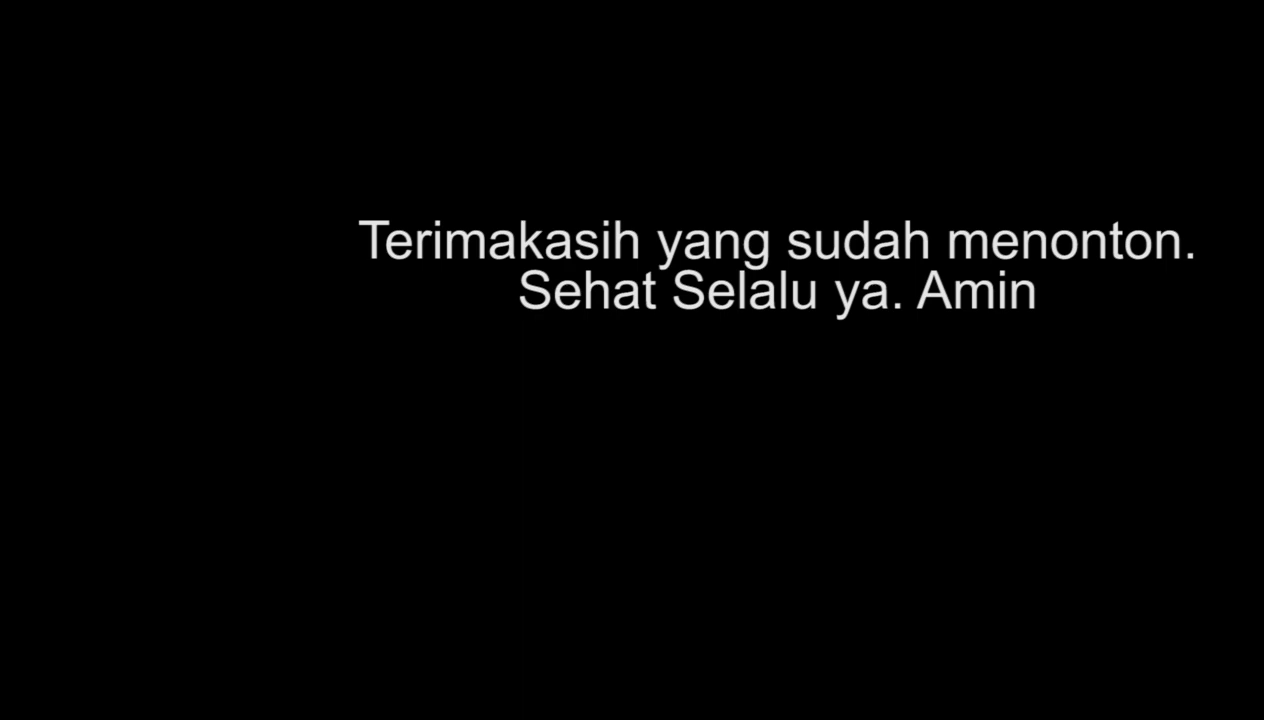 Terimakasih yang sudah menonton.
Sehat Selalu ya. Amin